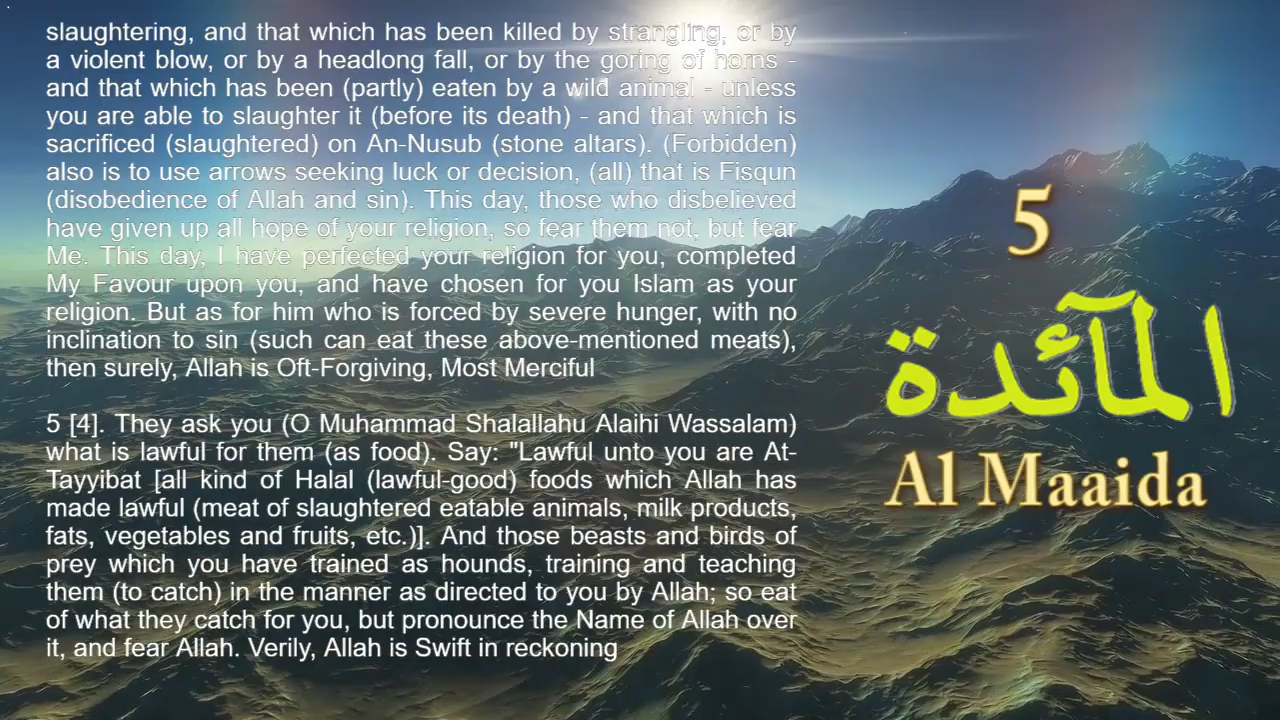 slaughtering, and that which has been killed by strangling, or by
a violent blow, or by a headlong fall, or by the goring of horns -
and that which has been (partly) eaten by a wild animal - unless
you are able to slaughter it (before its death) - and that which is
sacrificed (slaughtered) on An-Nusub (stone altars). (Forbidden)
also is to use arrows seeking luck or decision, (all) that is Fisqun
(disobedience of Allah and sin). This day, those who disbelieved
have given up all hope of your religion, so fear them not, but fear
Me. This day, I have perfected your religion for you, completed
My Favour upon you, and have chosen for you Islam as your
religion. But as for him who is forced by severe hunger, with no
inclination to sin (such can eat these above-mentioned meats),
then surely, Allah is Oft-Forgiving, Most Merciful
5 [4]. They ask you (O Muhammad Shalallahu Alaihi Wassalam)
what is lawful for them (as food). Say: "Lawful unto you are At-
Tayyibat [all kind of Halal (lawful-good) foods which Allah has
made lawful (meat of slaughtered eatable animals, milk products,
fats, vegetables and fruits, etc.)]. And those beasts and birds of
prey which you have trained as hounds, training and teaching
them (to catch) in the manner as directed to you by Allah; so eat
of what they catch for you, but pronounce the Name of Allah over
it, and fear Allah. Verily, Allah is Swift in reckoning
5
المآئدة
Al Maaida